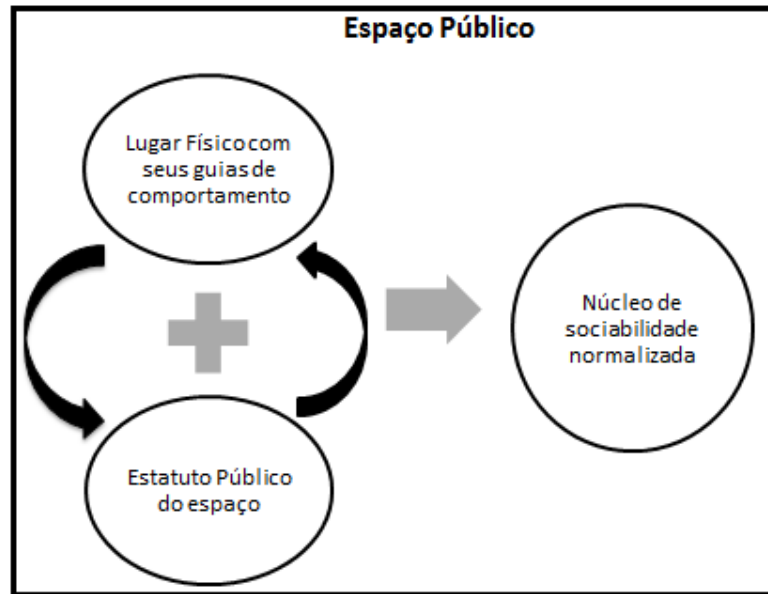 Espaço Público
Lugar Físico com
seus guias de
comportamento
Núcleo de
sociabilidade
normalizada
Estatuto Público
do espaço